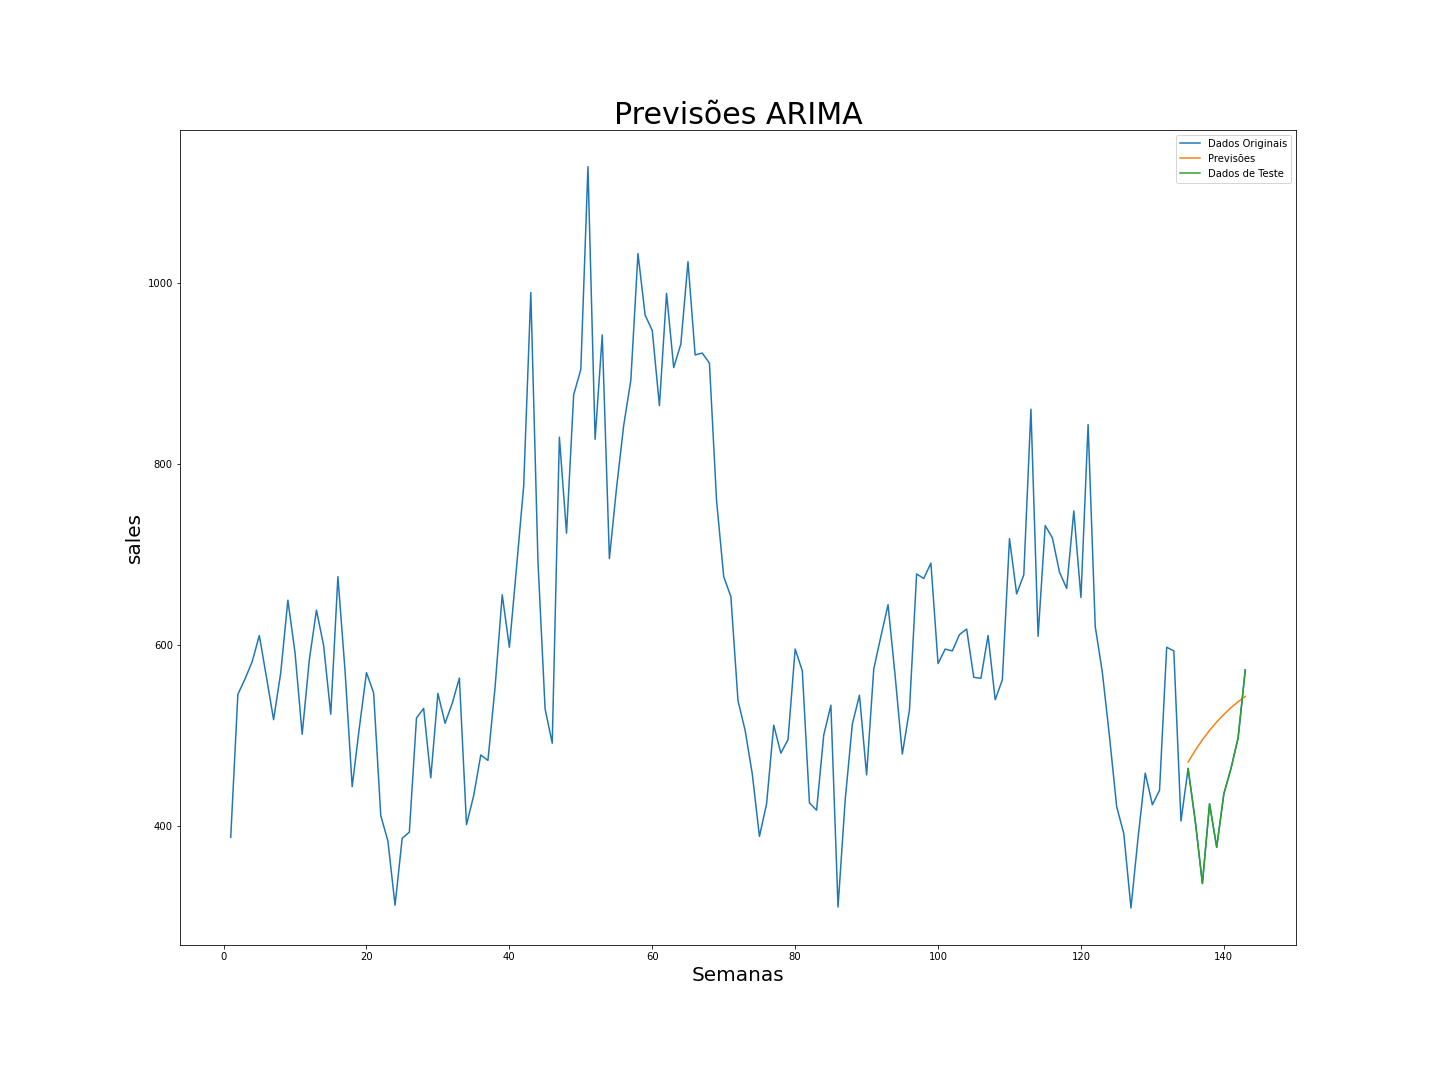 Previsões ARIMA
Dados Originais
Previsões
Dados de Teste
sales
1000
800
600
400
0 20 40 60 80 100 120 140
Semanas